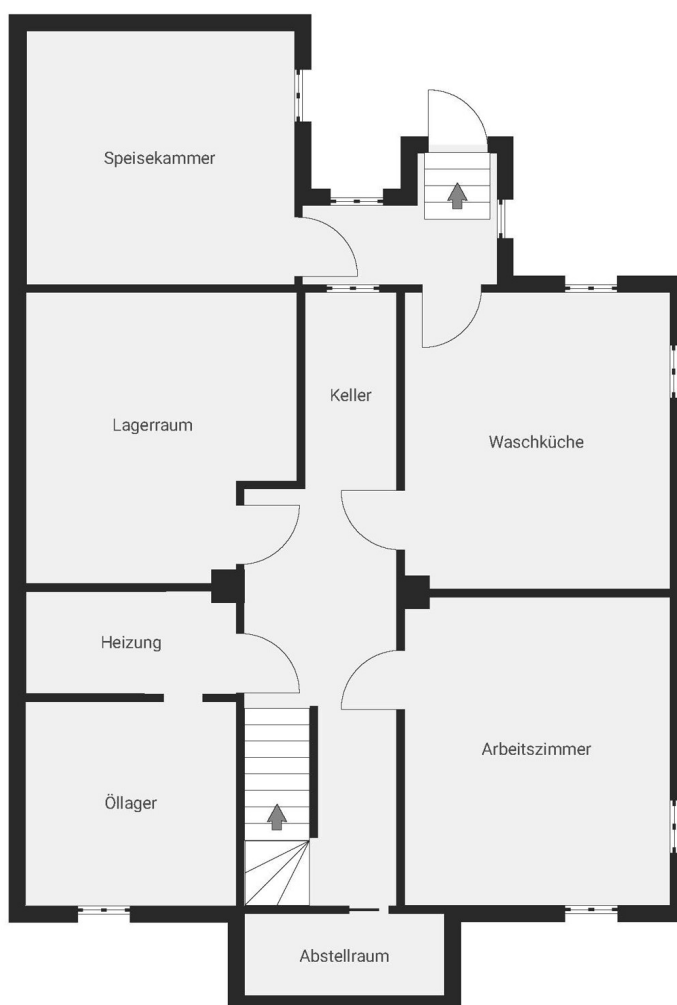 Speisekammer
Keller
Lagerraum
Waschküche
Heizung
Arbeitszimmer
Öllager
Abstellraum